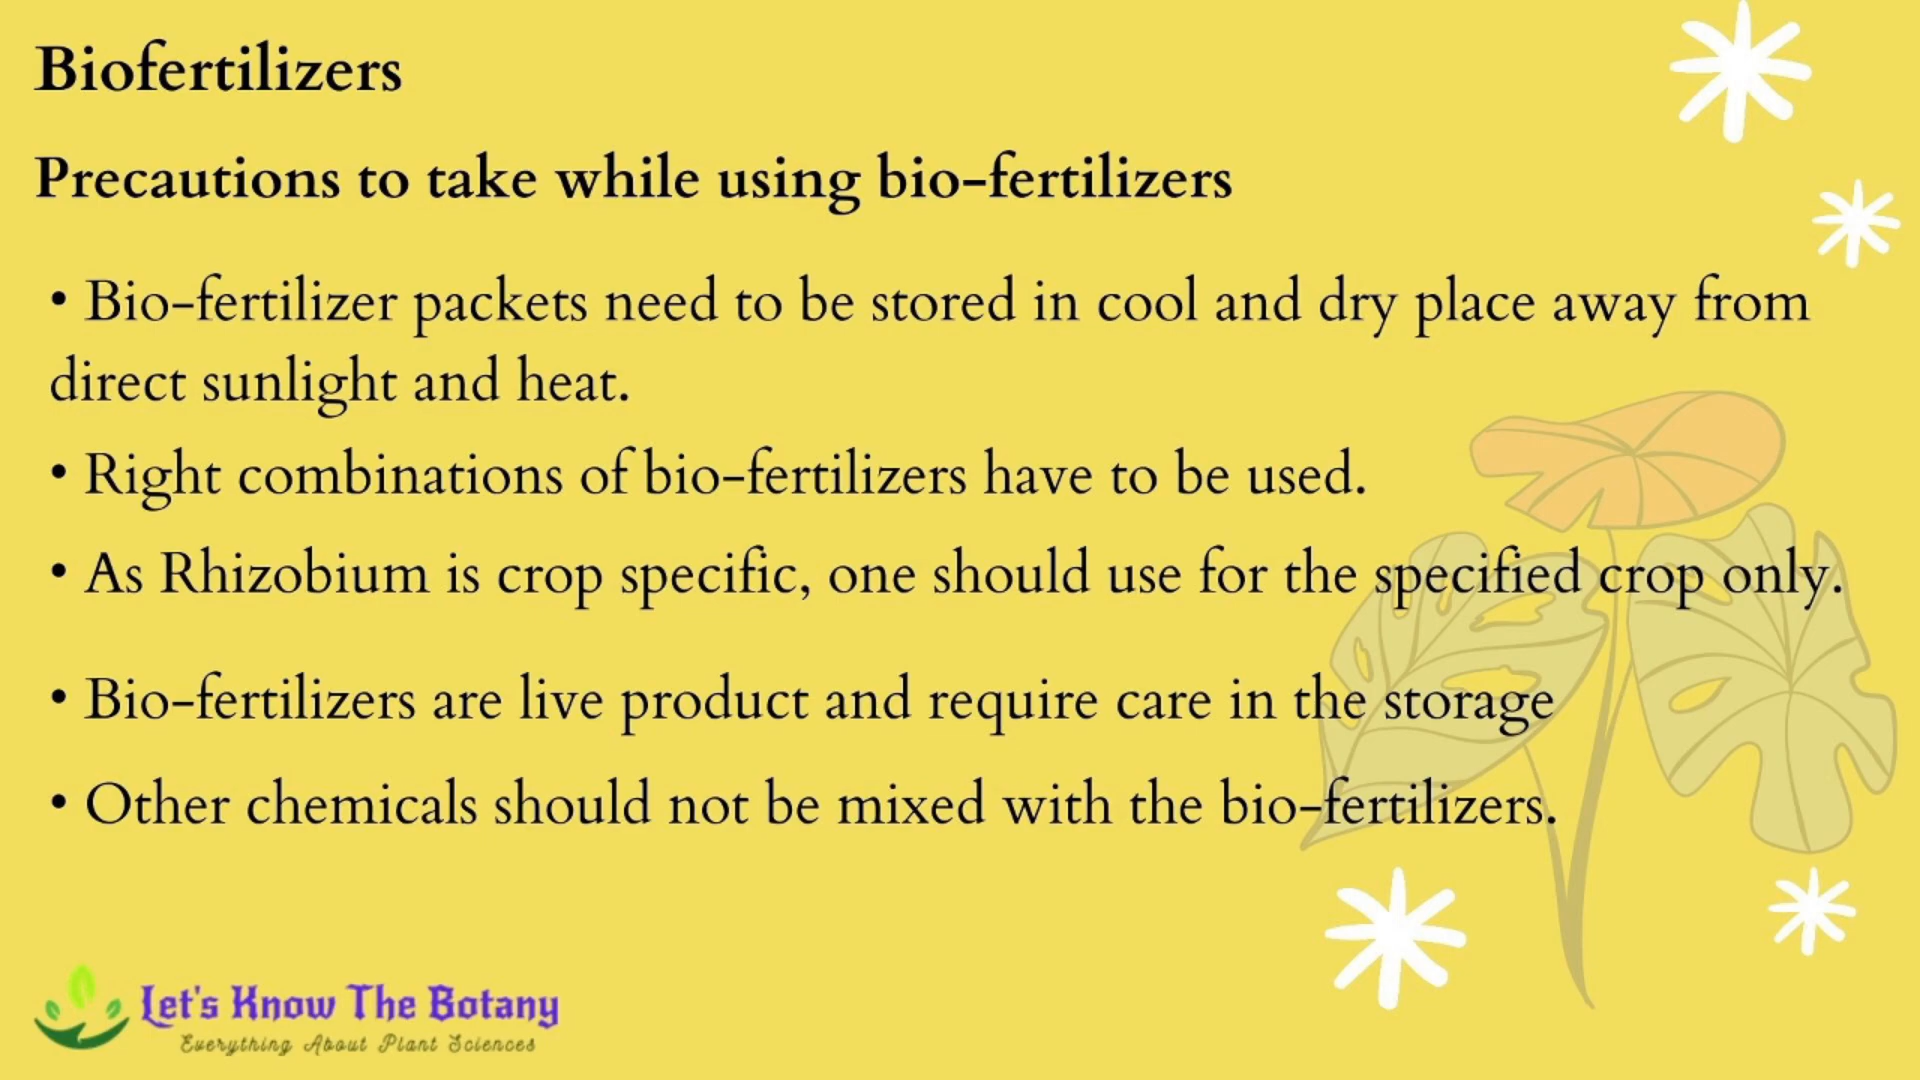 Biofertilizers
Precautions to take while using bio-fertilizers
• Bio-fertilizer packets need to be stored in cool and dry place away from
direct sunlight and heat.
• Right combinations of bio-fertilizers have to be used.
• As Rhizobium is crop specific, one should use for the specified crop only.
• Bio-fertilizers are live product and require care in the storage
• Other chemicals should not be mixed with the bio-fertilizers.
Let's Know The Botany
Everything About Plant Sciences